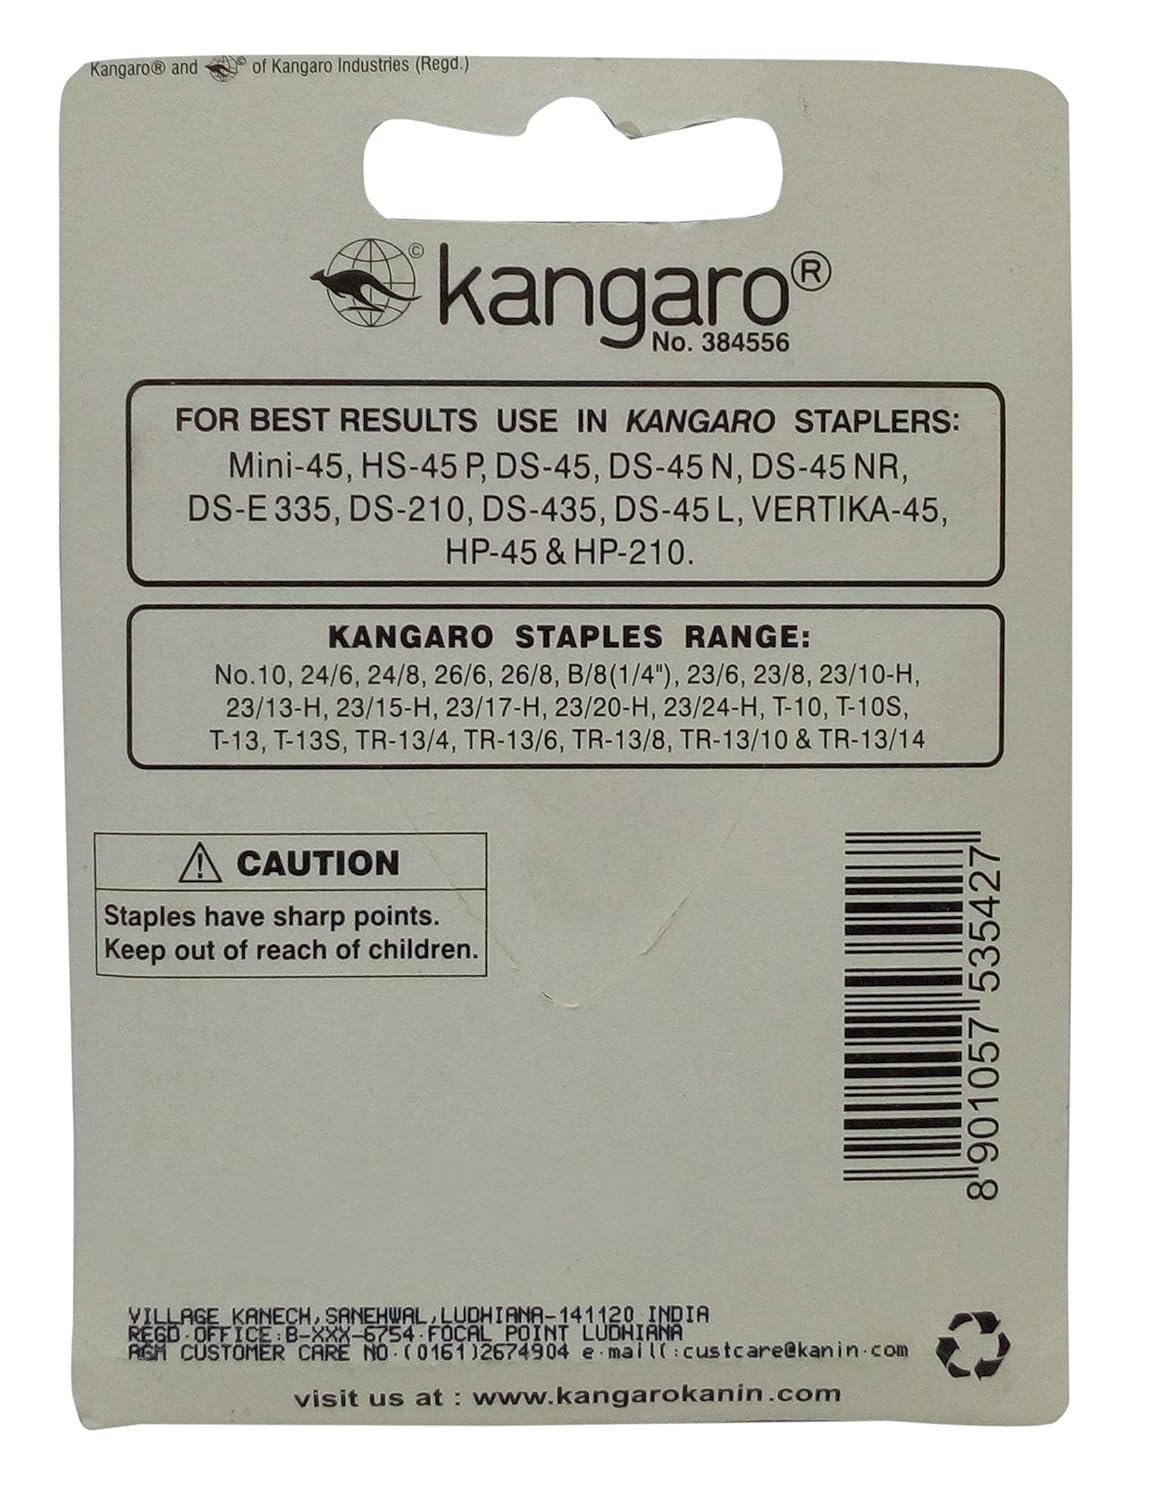 Kangaro® and © of Kangaro Industries (Regd.)
© kangaro®
No. 384556
FOR BEST RESULTS USE IN KANGARO STAPLERS:
Mini-45, HS-45 P, DS-45, DS-45 N, DS-45 NR,
DS-E 335, DS-210, DS-435, DS-45 L, VERTIKA-45,
HP-45 & HP-210.
KANGARO STAPLES RANGE:
No.10, 24/6, 24/8, 26/6, 26/8, B/8(1/4"), 23/6, 23/8, 23/10-H,
23/13-H, 23/15-H, 23/17-H, 23/20-H, 23/24-H, T-10, T-10S,
T-13, T-13S, TR-13/4, TR-13/6, TR-13/8, TR-13/10 & TR-13/14
! CAUTION
Staples have sharp points.
Keep out of reach of children.
8 901057 535427
VILLAGE KANECH,SANEHWAL,LUDHIANA-141120 INDIA
REGD.OFFICE:B-XXX-6754.FOCAL POINT LUDHIANA
AGM CUSTOMER CARE NO.(0161)2674904 e.mail(:custcare@kanin.com
visit us at : www.kangarokanin.com